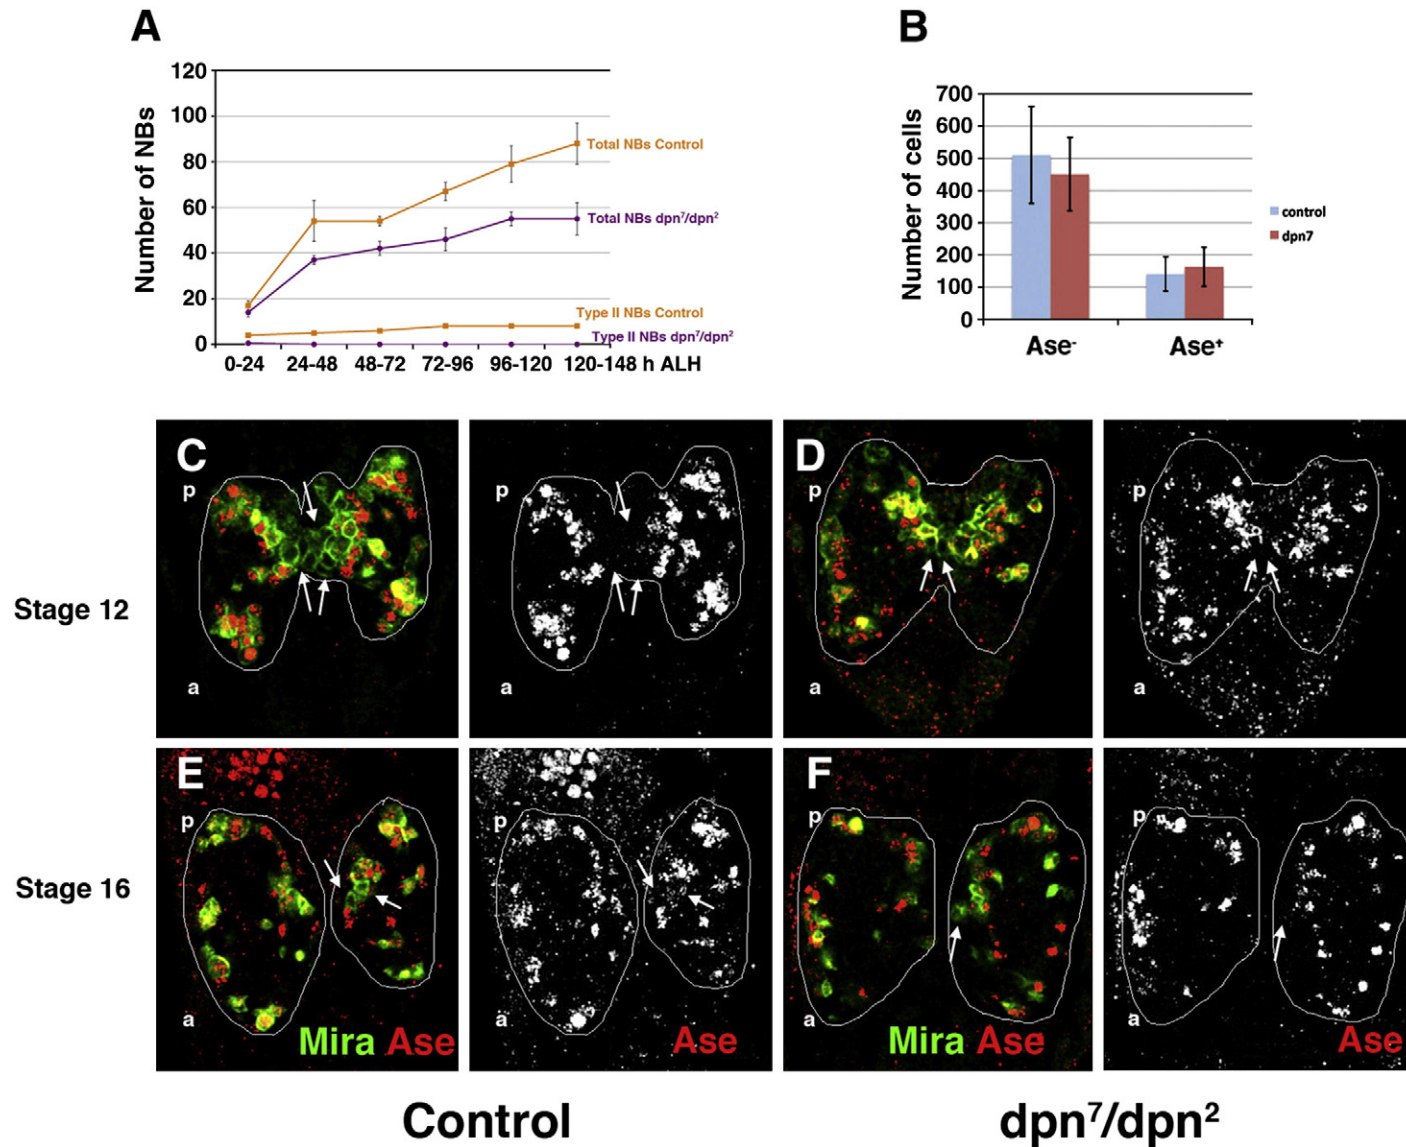 A
Number of NBs
120
100
80
60
40
20
0
0-24 24-48 48-72 72-96 96-120 120-148 h ALH
Total NBs Control
Total NBs dpn⁷/dpn²
Type II NBs Control
Type II NBs dpn⁷/dpn²
B
Number of cells
700
600
500
400
300
200
100
0
Ase⁻ Ase⁺
control
dpn7
Stage 12
C
p
a
p
a
D
p
a
p
a
Stage 16
E
p
a
Mira Ase
p
a
Ase
F
p
a
Mira Ase
p
a
Ase
Control
dpn⁷/dpn²